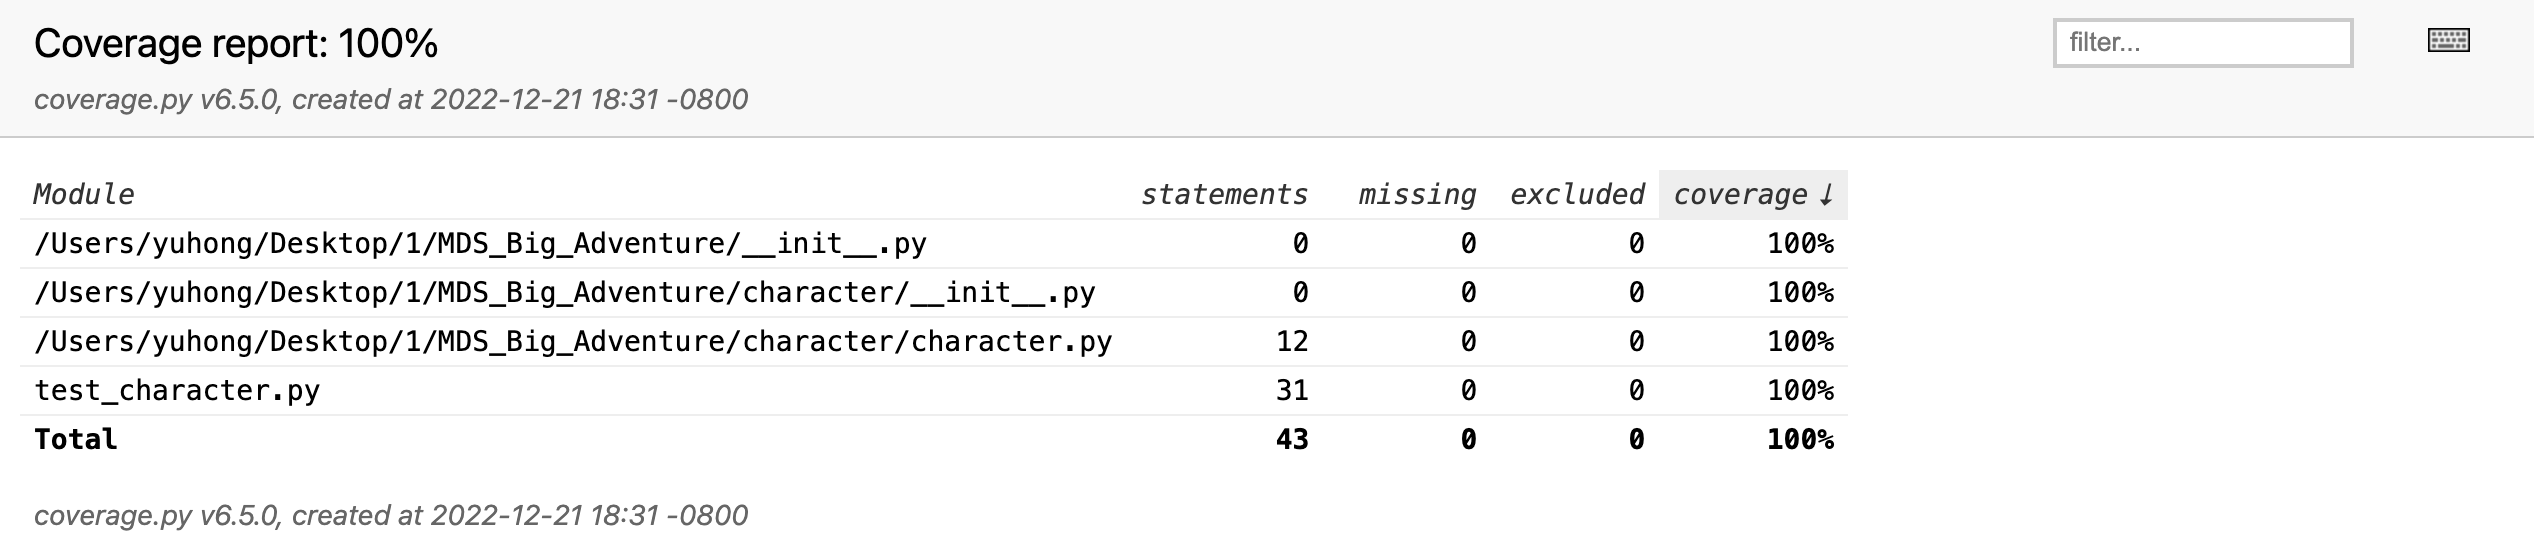 Coverage report: 100%
filter...
coverage.py v6.5.0, created at 2022-12-21 18:31 -0800
Module statements missing excluded coverage ↓
/Users/yuhong/Desktop/1/MDS_Big_Adventure/__init__.py 0 0 0 100%
/Users/yuhong/Desktop/1/MDS_Big_Adventure/character/__init__.py 0 0 0 100%
/Users/yuhong/Desktop/1/MDS_Big_Adventure/character/character.py 12 0 0 100%
test_character.py 31 0 0 100%
Total 43 0 0 100%
coverage.py v6.5.0, created at 2022-12-21 18:31 -0800